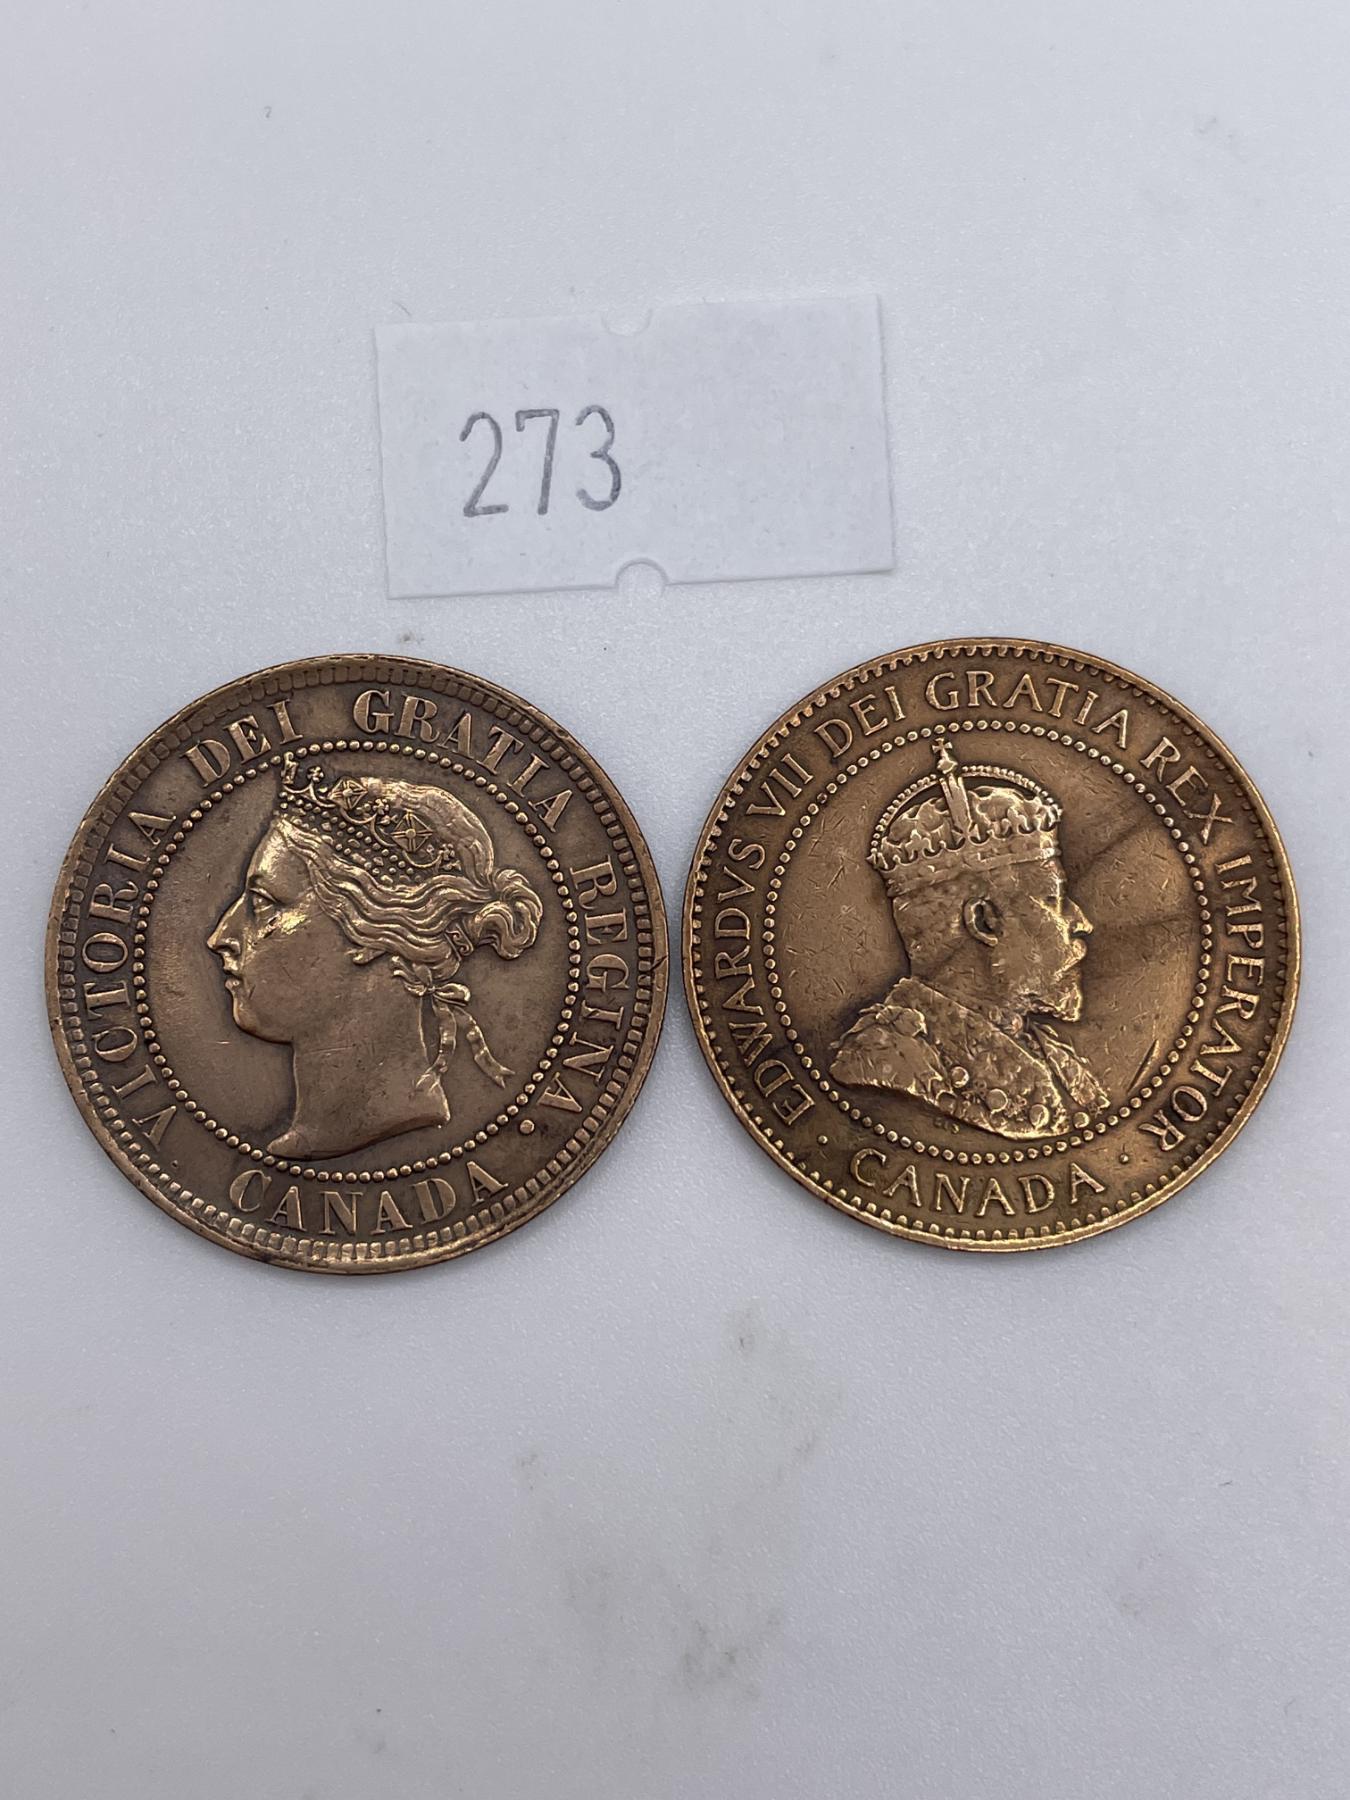 273
VICTORIA DEI GRATIA REGINA.
CANADA
EDWARDVS VII DEI GRATIA REX IMPERATOR
· CANADA ·